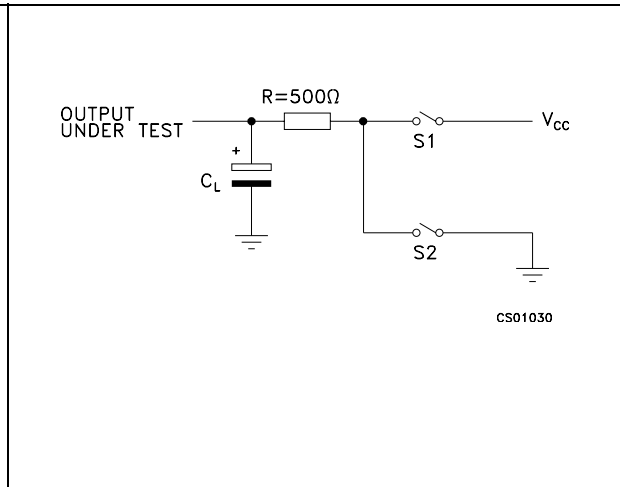 R=500Ω
OUTPUT
UNDER TEST
VCC
S1
+
CL
S2
CS01030